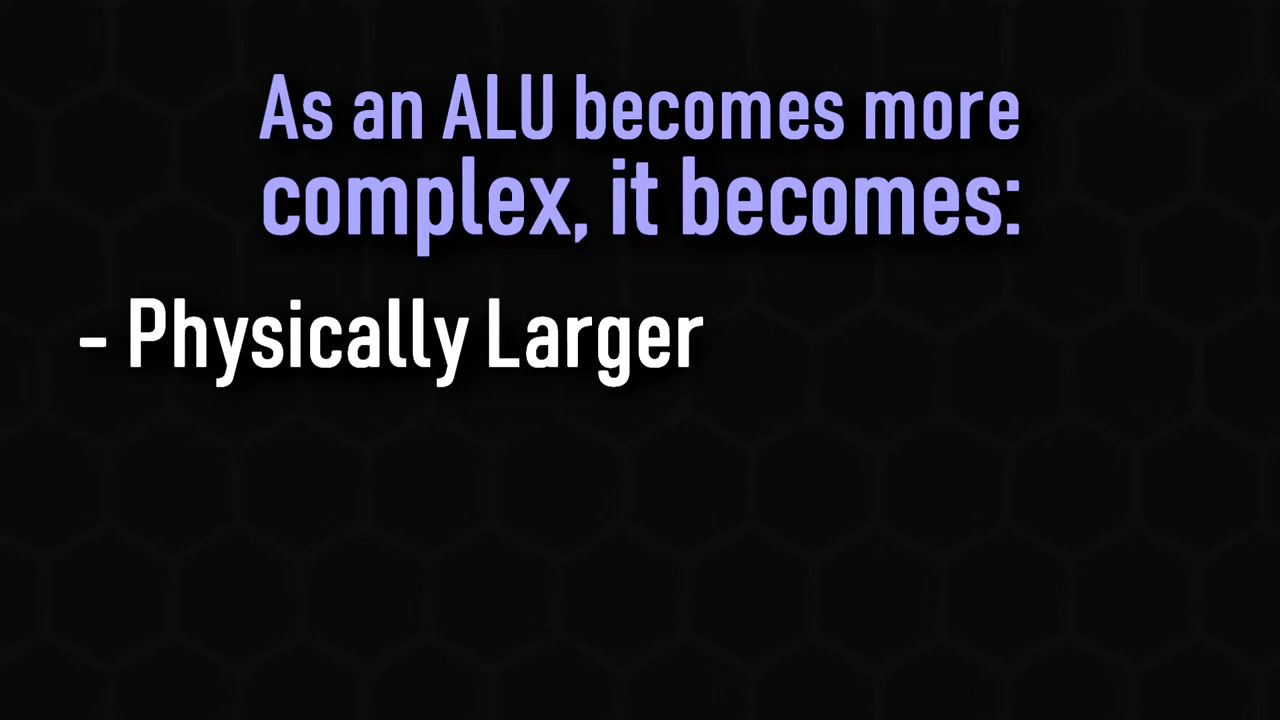 As an ALU becomes more
complex, it becomes:
- Physically Larger